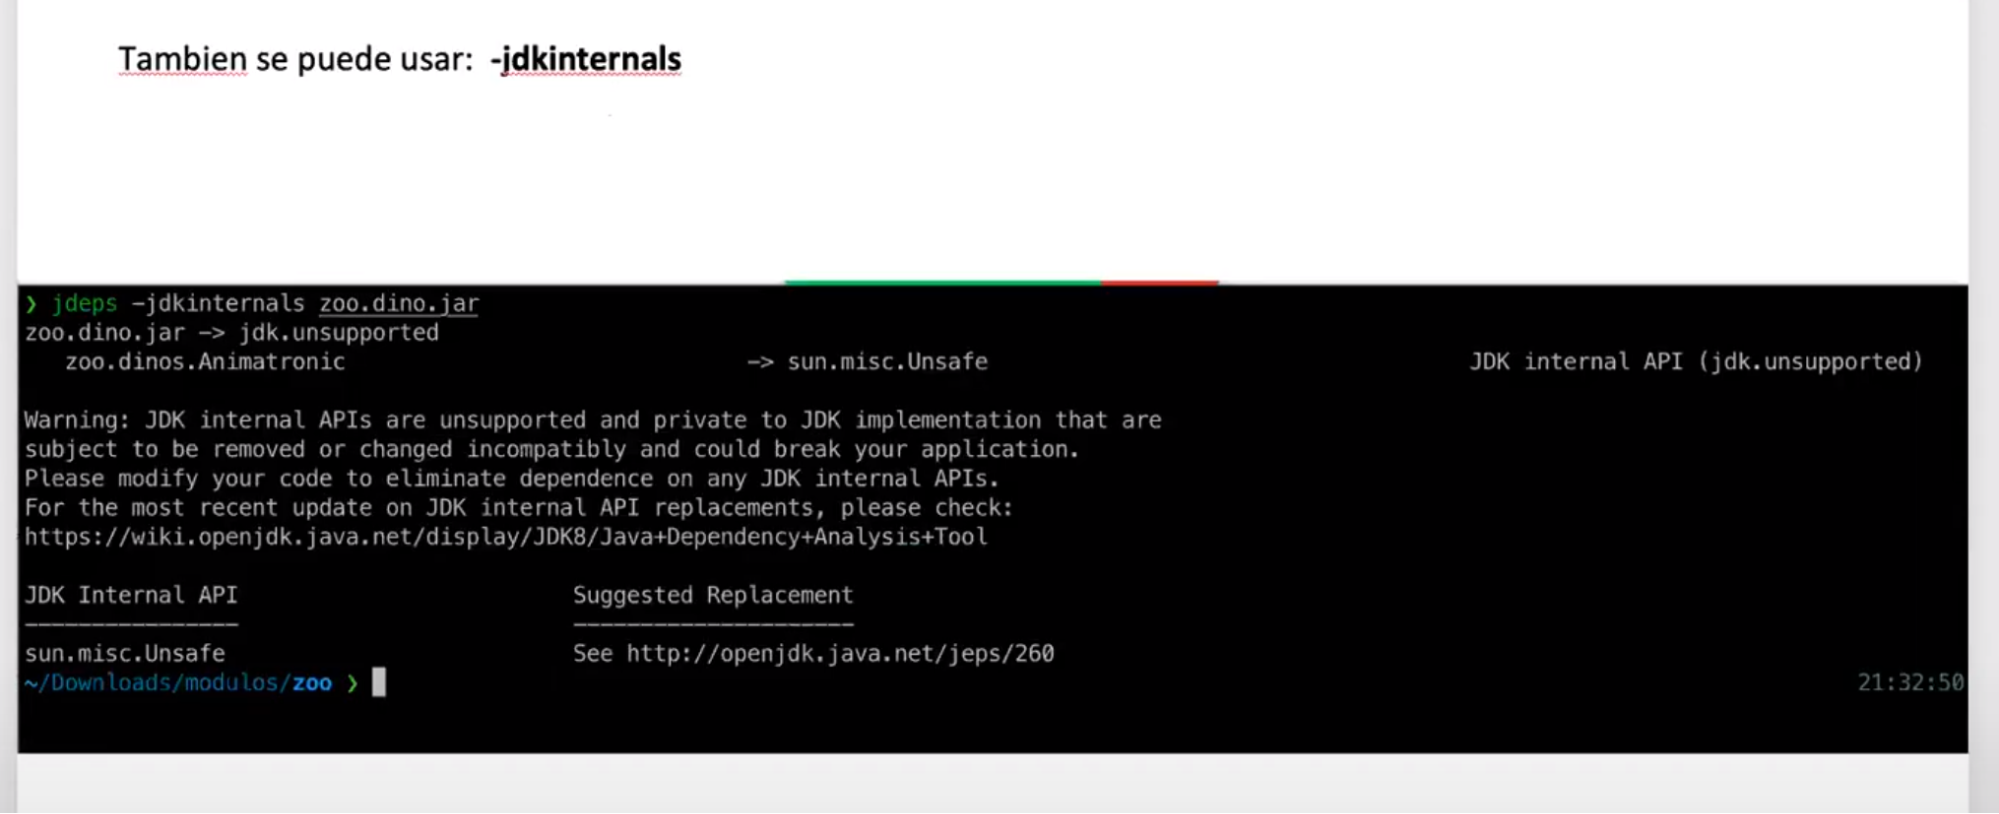 Tambien se puede usar: -jdkinternals
❯ jdeps -jdkinternals zoo.dino.jar
zoo.dino.jar -> jdk.unsupported
zoo.dinos.Animatronic -> sun.misc.Unsafe JDK internal API (jdk.unsupported)
Warning: JDK internal APIs are unsupported and private to JDK implementation that are
subject to be removed or changed incompatibly and could break your application.
Please modify your code to eliminate dependence on any JDK internal APIs.
For the most recent update on JDK internal API replacements, please check:
https://wiki.openjdk.java.net/display/JDK8/Java+Dependency+Analysis+Tool
JDK Internal API Suggested Replacement
---------------- ---------------------
sun.misc.Unsafe See http://openjdk.java.net/jeps/260
~/Downloads/modulos/zoo ❯ 21:32:50